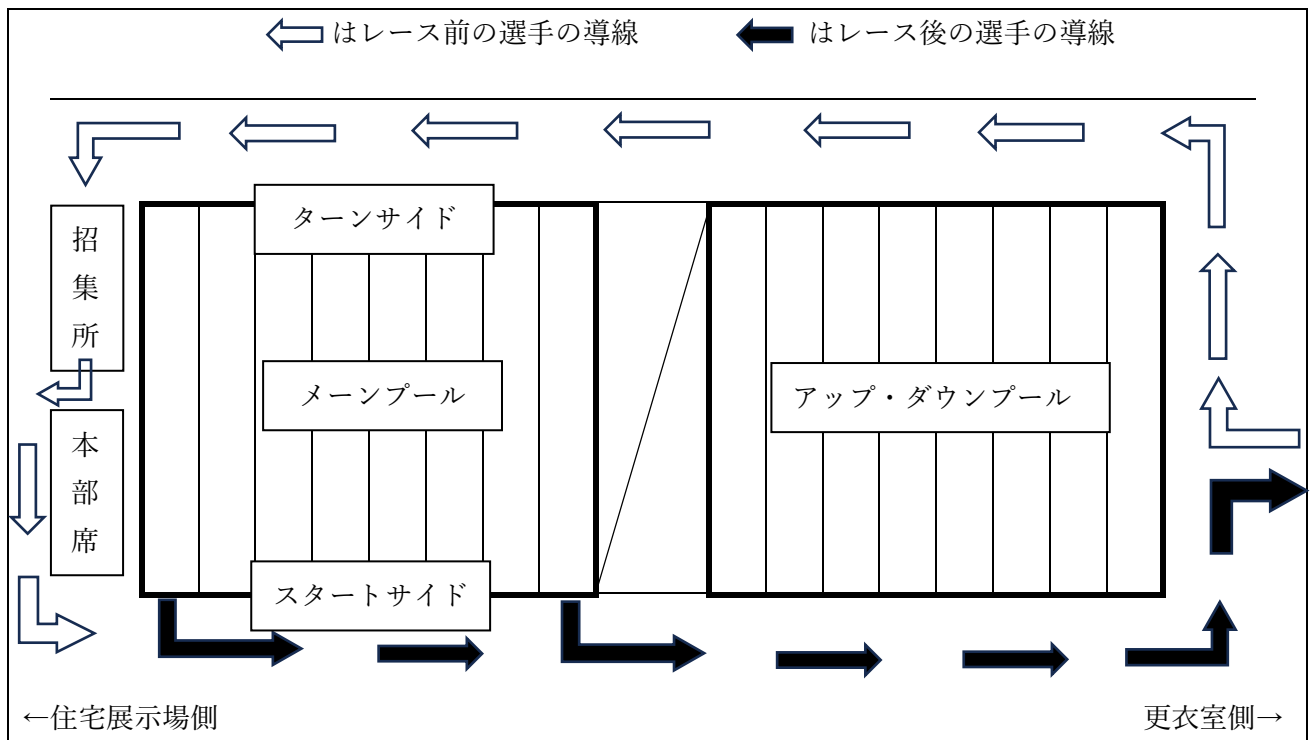 はレース前の選手の導線
はレース後の選手の導線
ターンサイド
招集所
メーンプール
アップ・ダウンプール
本部席
スタートサイド
←住宅展示場側
更衣室側→